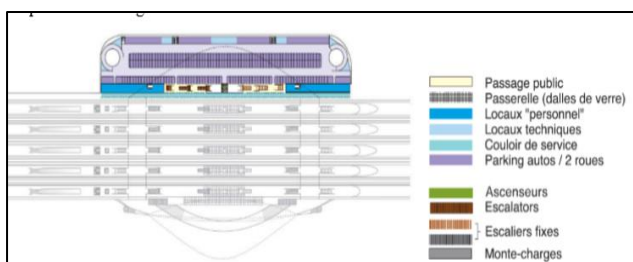 Passage public
Passerelle (dalles de verre)
Locaux "personnel"
Locaux techniques
Couloir de service
Parking autos / 2 roues
Ascenseurs
Escalators
Escaliers fixes
Monte-charges